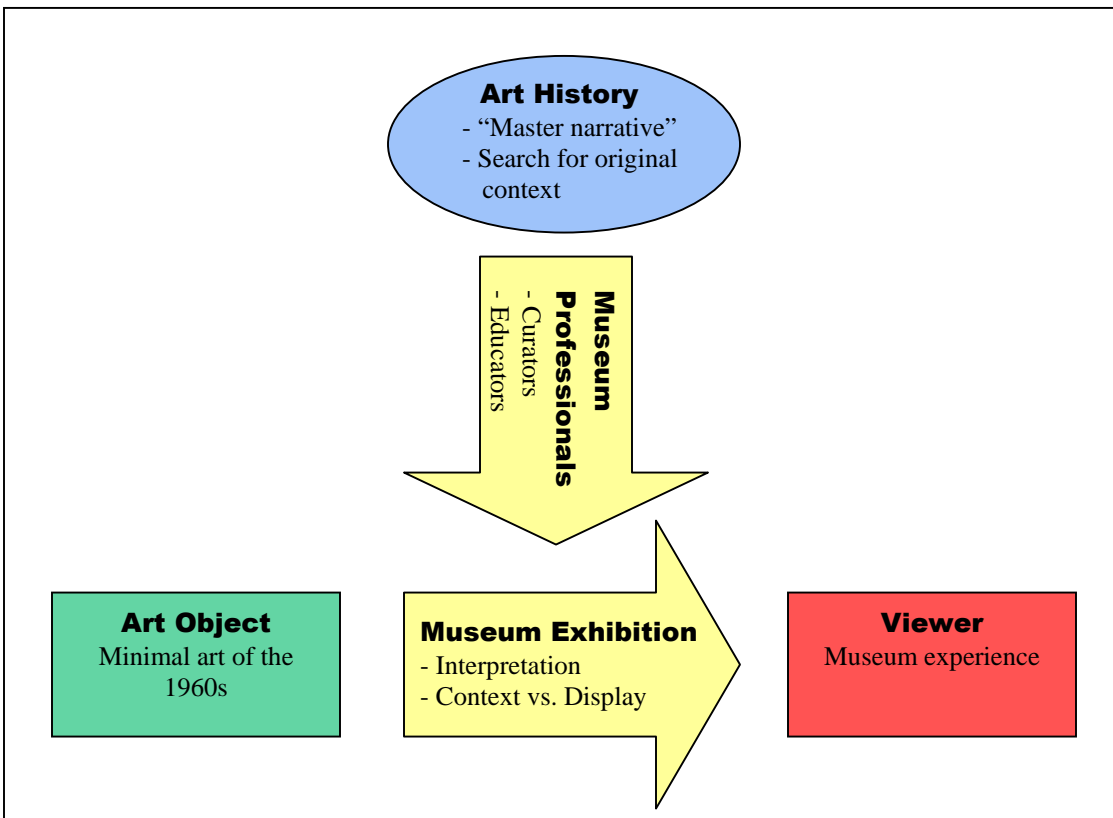 Art History
- “Master narrative”
- Search for original
context
Museum
Professionals
- Curators
- Educators
Art Object
Minimal art of the
1960s
Museum Exhibition
- Interpretation
- Context vs. Display
Viewer
Museum experience